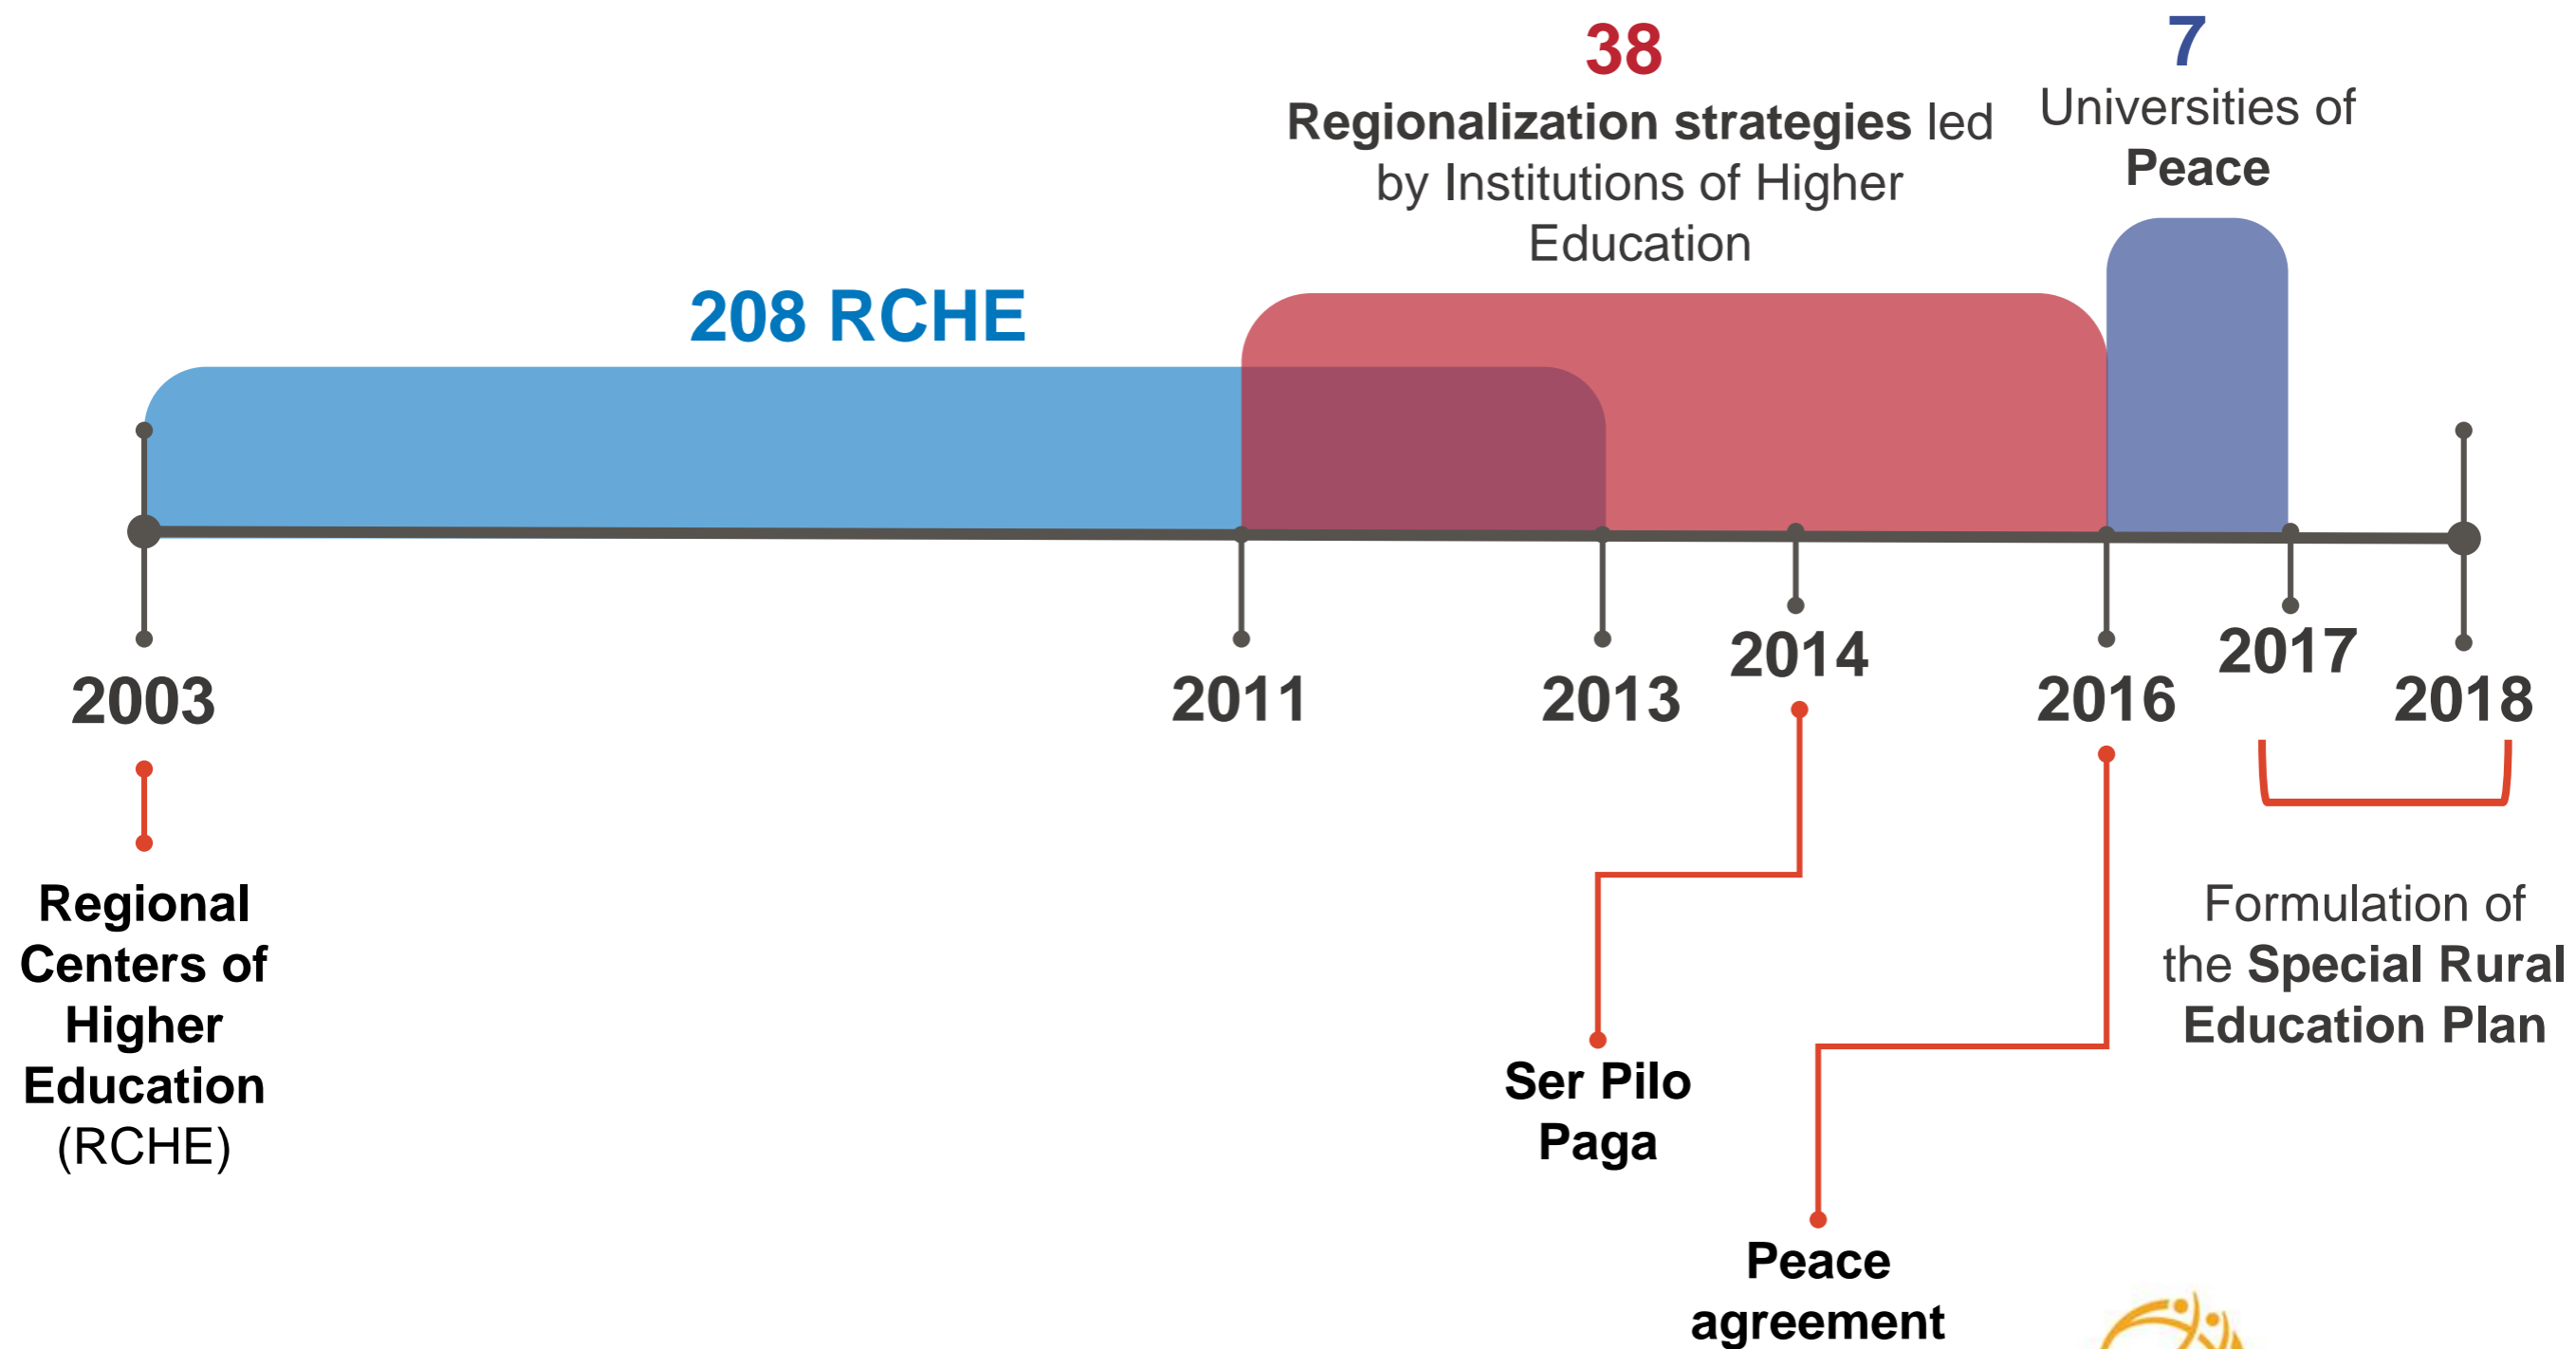 38
Regionalization strategies led
by Institutions of Higher
Education
7
Universities of
Peace
208 RCHE
2003
2011
2013
2014
2016
2017
2018
Regional
Centers of
Higher
Education
(RCHE)
Ser Pilo
Paga
Peace
agreement
Formulation of
the Special Rural
Education Plan